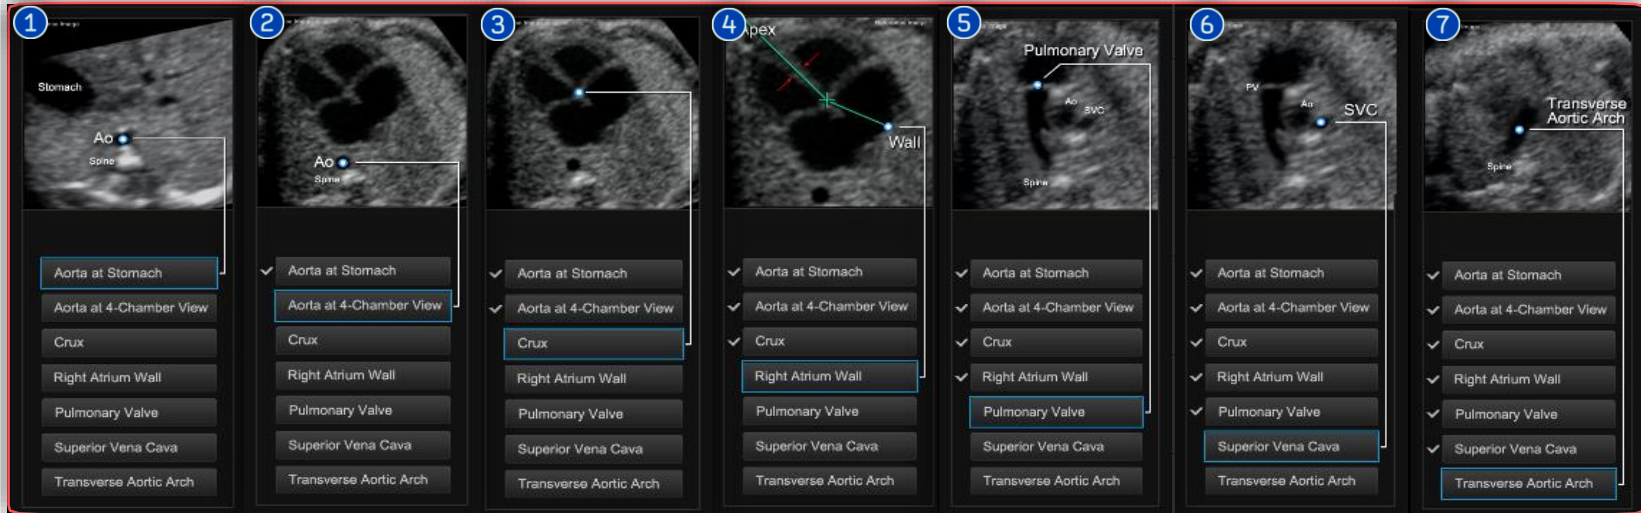 1
Stomach
Ao
Spine
Aorta at Stomach
Aorta at 4-Chamber View
Crux
Right Atrium Wall
Pulmonary Valve
Superior Vena Cava
Transverse Aortic Arch
2
Ao
Spine
Aorta at Stomach
Aorta at 4-Chamber View
Crux
Right Atrium Wall
Pulmonary Valve
Superior Vena Cava
Transverse Aortic Arch
3
Aorta at Stomach
Aorta at 4-Chamber View
Crux
Right Atrium Wall
Pulmonary Valve
Superior Vena Cava
Transverse Aortic Arch
4
Apex
Wall
Aorta at Stomach
Aorta at 4-Chamber View
Crux
Right Atrium Wall
Pulmonary Valve
Superior Vena Cava
Transverse Aortic Arch
5
Pulmonary Valve
Ao
SVC
Spine
Aorta at Stomach
Aorta at 4-Chamber View
Crux
Right Atrium Wall
Pulmonary Valve
Superior Vena Cava
Transverse Aortic Arch
6
PV
Ao
SVC
Spine
Aorta at Stomach
Aorta at 4-Chamber View
Crux
Right Atrium Wall
Pulmonary Valve
Superior Vena Cava
Transverse Aortic Arch
7
Transverse
Aortic Arch
Spine
Aorta at Stomach
Aorta at 4-Chamber View
Crux
Right Atrium Wall
Pulmonary Valve
Superior Vena Cava
Transverse Aortic Arch